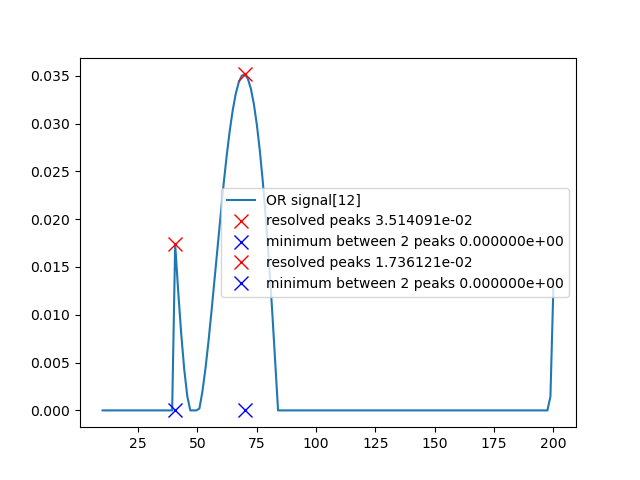 0.035
0.030
0.025
0.020
0.015
0.010
0.005
0.000
OR signal[12]
resolved peaks 3.514091e-02
minimum between 2 peaks 0.000000e+00
resolved peaks 1.736121e-02
minimum between 2 peaks 0.000000e+00
25 50 75 100 125 150 175 200